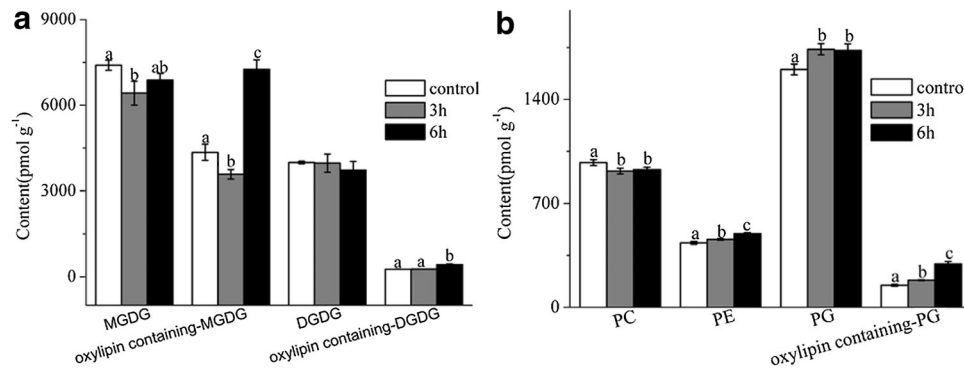 a
9000
6000
3000
0
Content(pmol g⁻¹)
a
b
ab
a
b
c
a
a
b
control
3h
6h
MGDG
oxylipin containing-MGDG
DGDG
oxylipin containing-DGDG
b
1400
700
0
Content(pmol g⁻¹)
a
b
b
a
b
c
a
b
b
a
b
c
contro
3h
6h
PC
PE
PG
oxylipin containing-PG